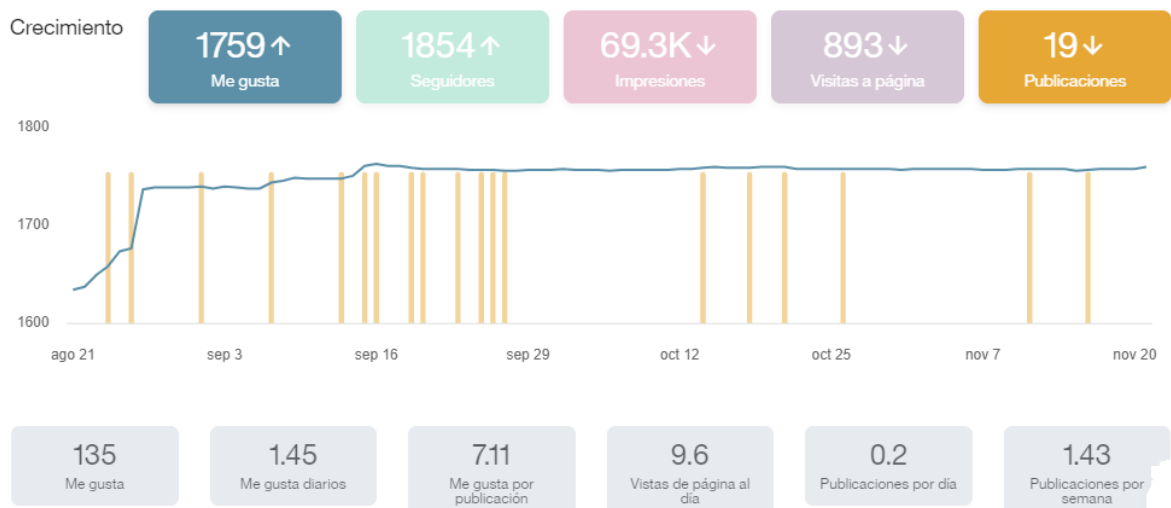 Crecimiento
1759↑
Me gusta
1854↑
Seguidores
69.3K↓
Impresiones
893↓
Visitas a página
19↓
Publicaciones
1800
1700
1600
ago 21
sep 3
sep 16
sep 29
oct 12
oct 25
nov 7
nov 20
135
Me gusta
1.45
Me gusta diarios
7.11
Me gusta por
publicación
9.6
Vistas de página al
día
0.2
Publicaciones por día
1.43
Publicaciones por
semana